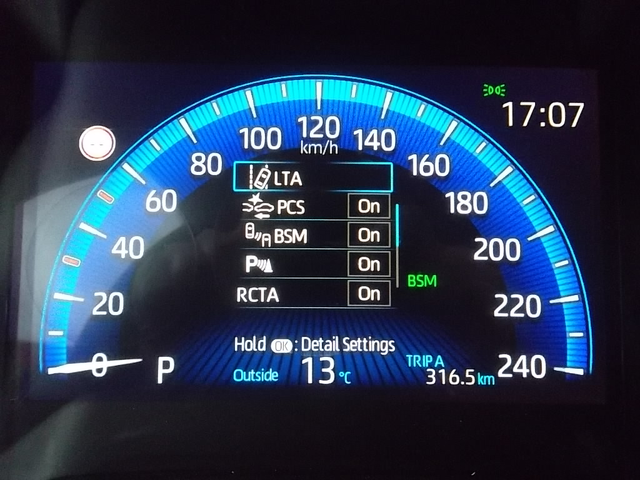 17:07
120
100 140
km/h
80 160
60 180
40 200
20 220
0 240
LTA
PCS On
BSM On
P On
RCTA On
BSM
Hold OK : Detail Settings
P
Outside 13 °C
TRIP A
316.5 km